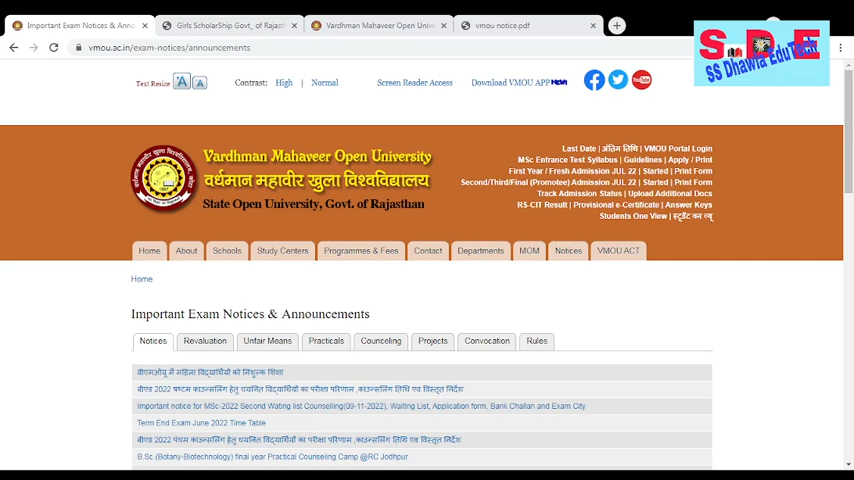 Important Exam Notices & Anno
Girls ScholarShip Govt_ of Rajast
Vardhman Mahaveer Open Unive
vmou notice.pdf
vmou.ac.in/exam-notices/announcements
SDE
SS Dhawla EduTech
Text Resize A A
Contrast: High | Normal
Screen Reader Access
Download VMOU APP
You Tube
Vardhman Mahaveer Open University
वर्धमान महावीर खुला विश्वविद्यालय
State Open University, Govt. of Rajasthan
Last Date | अंतिम तिथि | VMOU Portal Login
MSc Entrance Test Syllabus | Guidelines | Apply / Print
First Year / Fresh Admission JUL 22 | Started | Print Form
Second/Third/Final (Promotee) Admission JUL 22 | Started | Print Form
Track Admission Status | Upload Additional Docs
RS-CIT Result | Provisional e-Certificate | Answer Keys
Students One View | स्टूडेंट वन व्यू
Home About Schools Study Centers Programmes & Fees Contact Departments MOM Notices VMOU ACT
Home
Important Exam Notices & Announcements
Notices Revaluation Unfair Means Practicals Counceling Projects Convocation Rules
वीएमओयू में महिला विद्यार्थियों को निशुल्क शिक्षा
बीएड 2022 षष्टम काउन्सलिंग हेतु चयनित विद्यार्थियों का परीक्षा परिणाम ,काउन्सलिंग तिथि एवं विस्तृत निर्देश
Important notice for MSc-2022 Second Wating list Counselling(09-11-2022), Waiting List, Application form, Bank Challan and Exam City
Term End Exam June 2022 Time Table
बीएड 2022 पंचम काउन्सलिंग हेतु चयनित विद्यार्थियों का परीक्षा परिणाम ,काउन्सलिंग तिथि एवं विस्तृत निर्देश
B.Sc.(Botany-Biotechnology) final year Practical Counseling Camp @RC Jodhpur